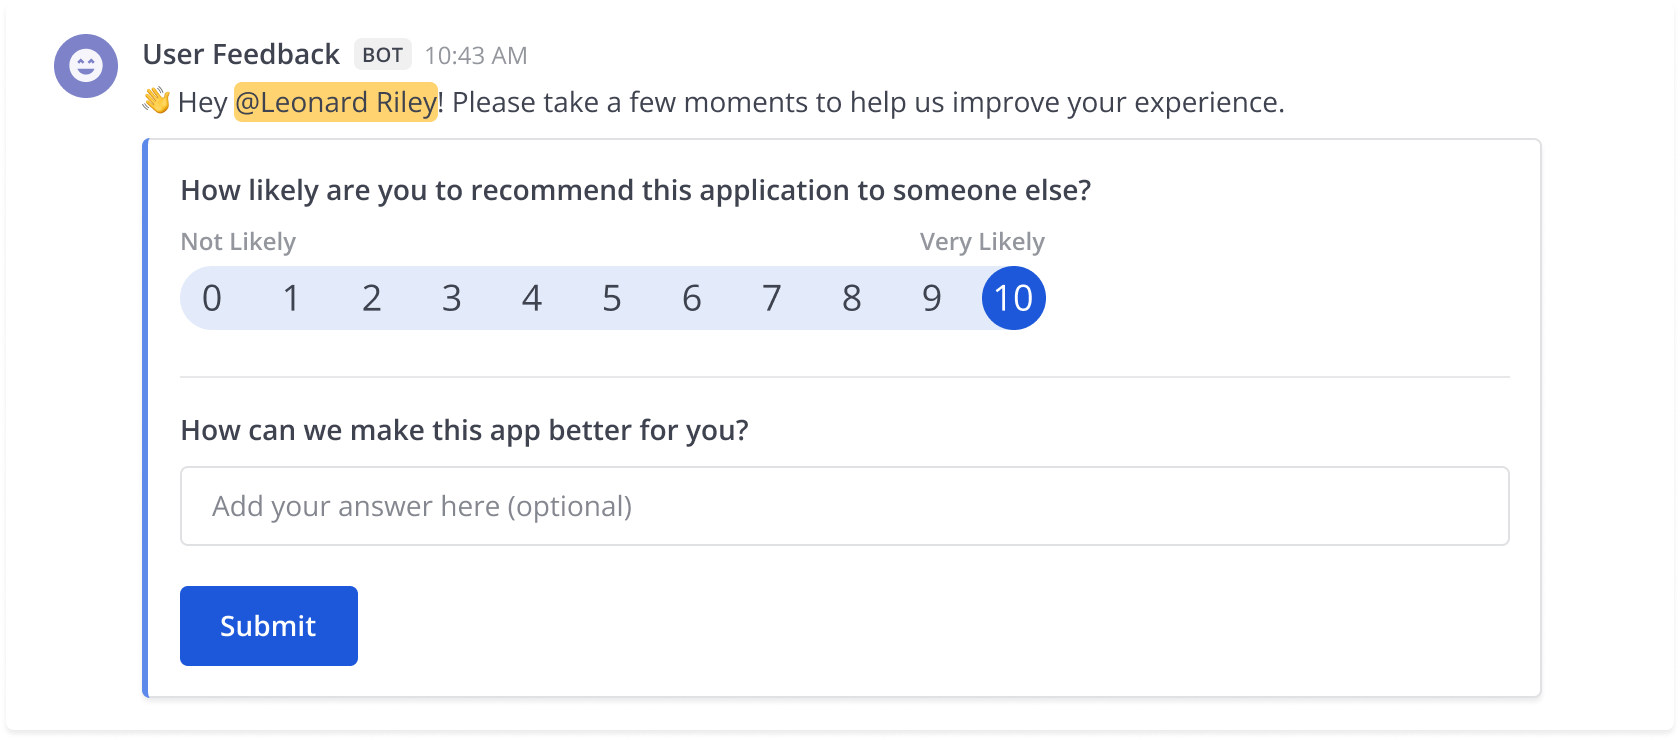 User Feedback BOT 10:43 AM
👋 Hey @Leonard Riley! Please take a few moments to help us improve your experience.
How likely are you to recommend this application to someone else?
Not Likely Very Likely
0 1 2 3 4 5 6 7 8 9 10
How can we make this app better for you?
Add your answer here (optional)
Submit